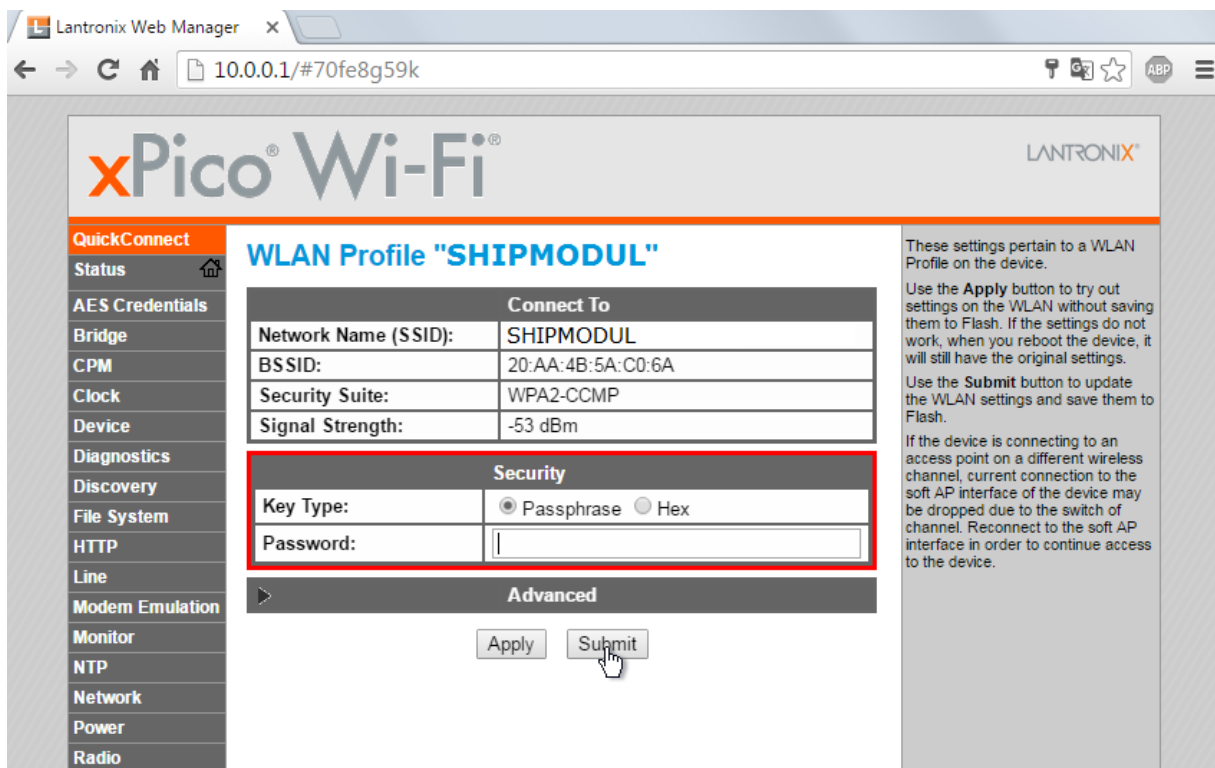 Lantronix Web Manager
10.0.0.1/#70fe8g59k
ABP
xPico® Wi-Fi®
LANTRONIX®
QuickConnect
Status
AES Credentials
Bridge
CPM
Clock
Device
Diagnostics
Discovery
File System
HTTP
Line
Modem Emulation
Monitor
NTP
Network
Power
Radio
WLAN Profile "SHIPMODUL"
Connect To
Network Name (SSID): SHIPMODUL
BSSID: 20:AA:4B:5A:C0:6A
Security Suite: WPA2-CCMP
Signal Strength: -53 dBm
Security
Key Type: Passphrase Hex
Password:
Advanced
Apply Submit
These settings pertain to a WLAN
Profile on the device.
Use the Apply button to try out
settings on the WLAN without saving
them to Flash. If the settings do not
work, when you reboot the device, it
will still have the original settings.
Use the Submit button to update
the WLAN settings and save them to
Flash.
If the device is connecting to an
access point on a different wireless
channel, current connection to the
soft AP interface of the device may
be dropped due to the switch of
channel. Reconnect to the soft AP
interface in order to continue access
to the device.